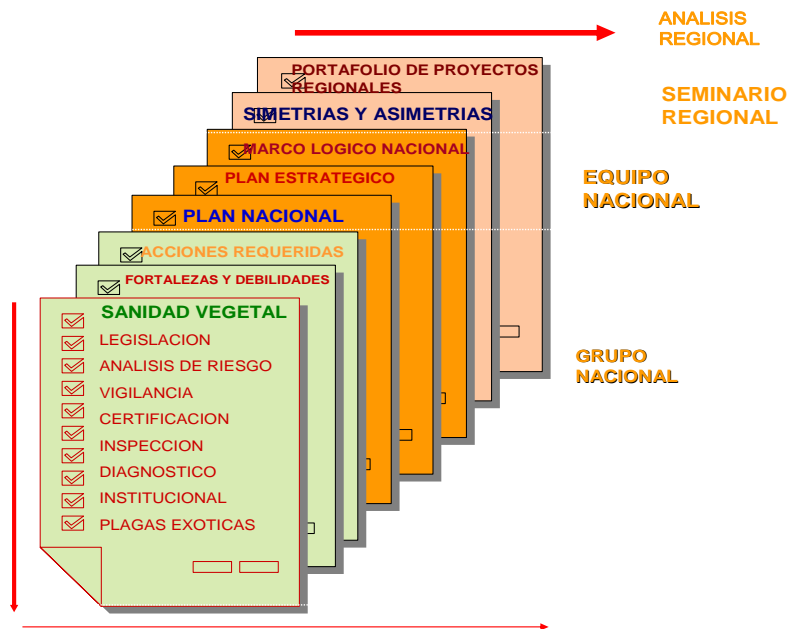 ANALISIS
REGIONAL
PORTAFOLIO DE PROYECTOS
REGIONALES
SEMINARIO
REGIONAL
SIMETRIAS Y ASIMETRIAS
MARCO LOGICO NACIONAL
PLAN ESTRATEGICO
EQUIPO
NACIONAL
PLAN NACIONAL
ACCIONES REQUERIDAS
FORTALEZAS Y DEBILIDADES
SANIDAD VEGETAL
LEGISLACION
ANALISIS DE RIESGO
VIGILANCIA
CERTIFICACION
INSPECCION
DIAGNOSTICO
INSTITUCIONAL
PLAGAS EXOTICAS
GRUPO
NACIONAL